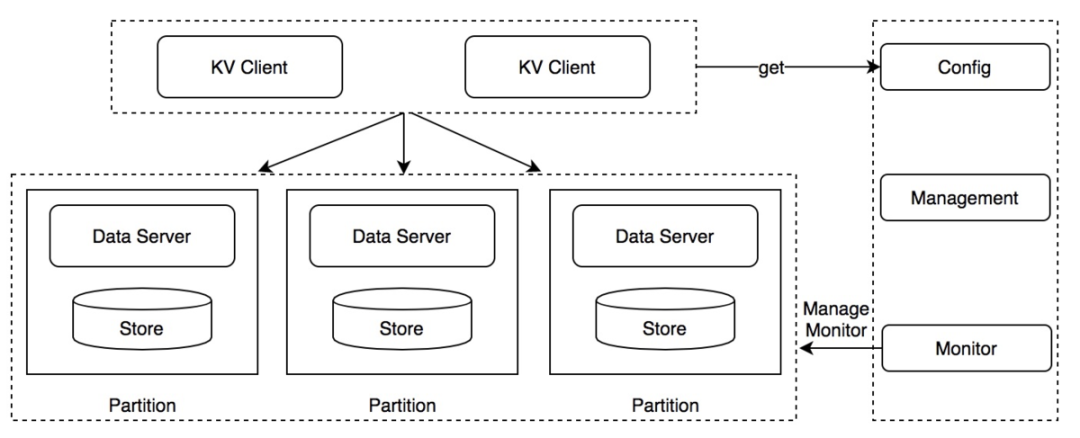 KV Client
KV Client
get
Config
Management
Data Server
Data Server
Data Server
Store
Store
Store
Manage
Monitor
Monitor
Partition
Partition
Partition